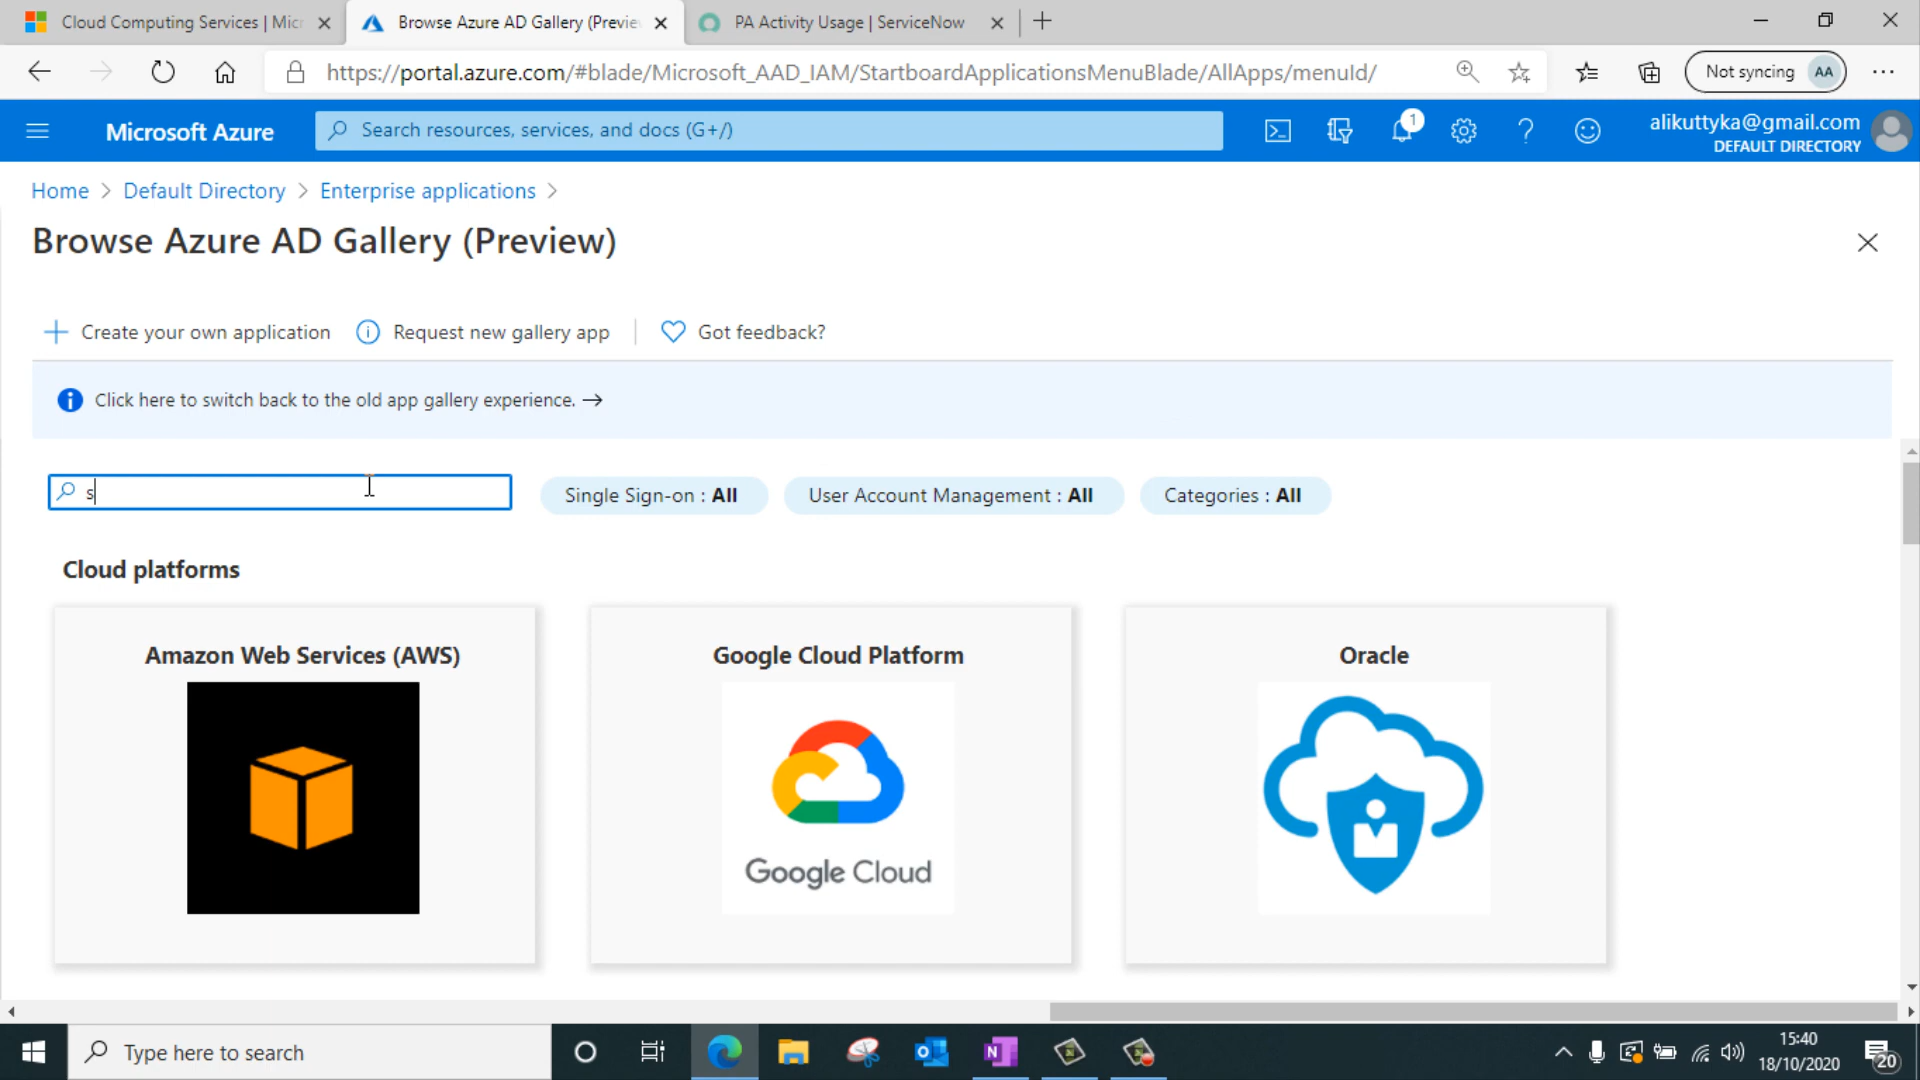 Cloud Computing Services | Micr
Browse Azure AD Gallery (Previe
PA Activity Usage | ServiceNow
https://portal.azure.com/#blade/Microsoft_AAD_IAM/StartboardApplicationsMenuBlade/AllApps/menuId/
Not syncing AA
Microsoft Azure
Search resources, services, and docs (G+/)
1
alikuttyka@gmail.com
DEFAULT DIRECTORY
Home > Default Directory > Enterprise applications >
Browse Azure AD Gallery (Preview)
Create your own application
Request new gallery app
Got feedback?
Click here to switch back to the old app gallery experience. →
s
Single Sign-on : All
User Account Management : All
Categories : All
Cloud platforms
Amazon Web Services (AWS)
Google Cloud Platform
Oracle
Google Cloud
Type here to search
15:40
18/10/2020
20